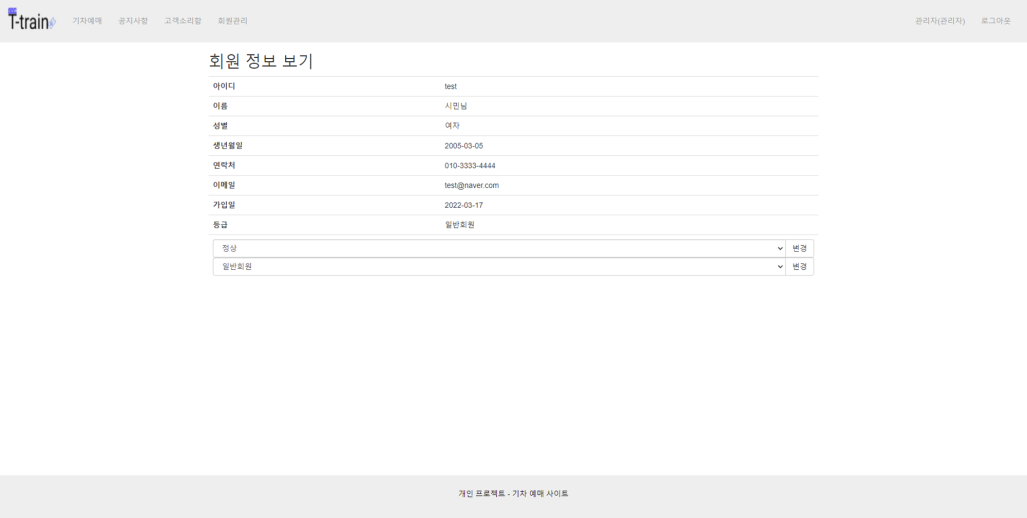 T-train 기차예매 공지사항 고객소리함 회원관리 관리자(관리자) 로그아웃
회원 정보 보기
아이디 test
이름 시민님
성별 여자
생년월일 2005-03-05
연락처 010-3333-4444
이메일 test@naver.com
가입일 2022-03-17
등급 일반회원
정상 변경
일반회원 변경
개인 프로젝트 - 기차 예매 사이트